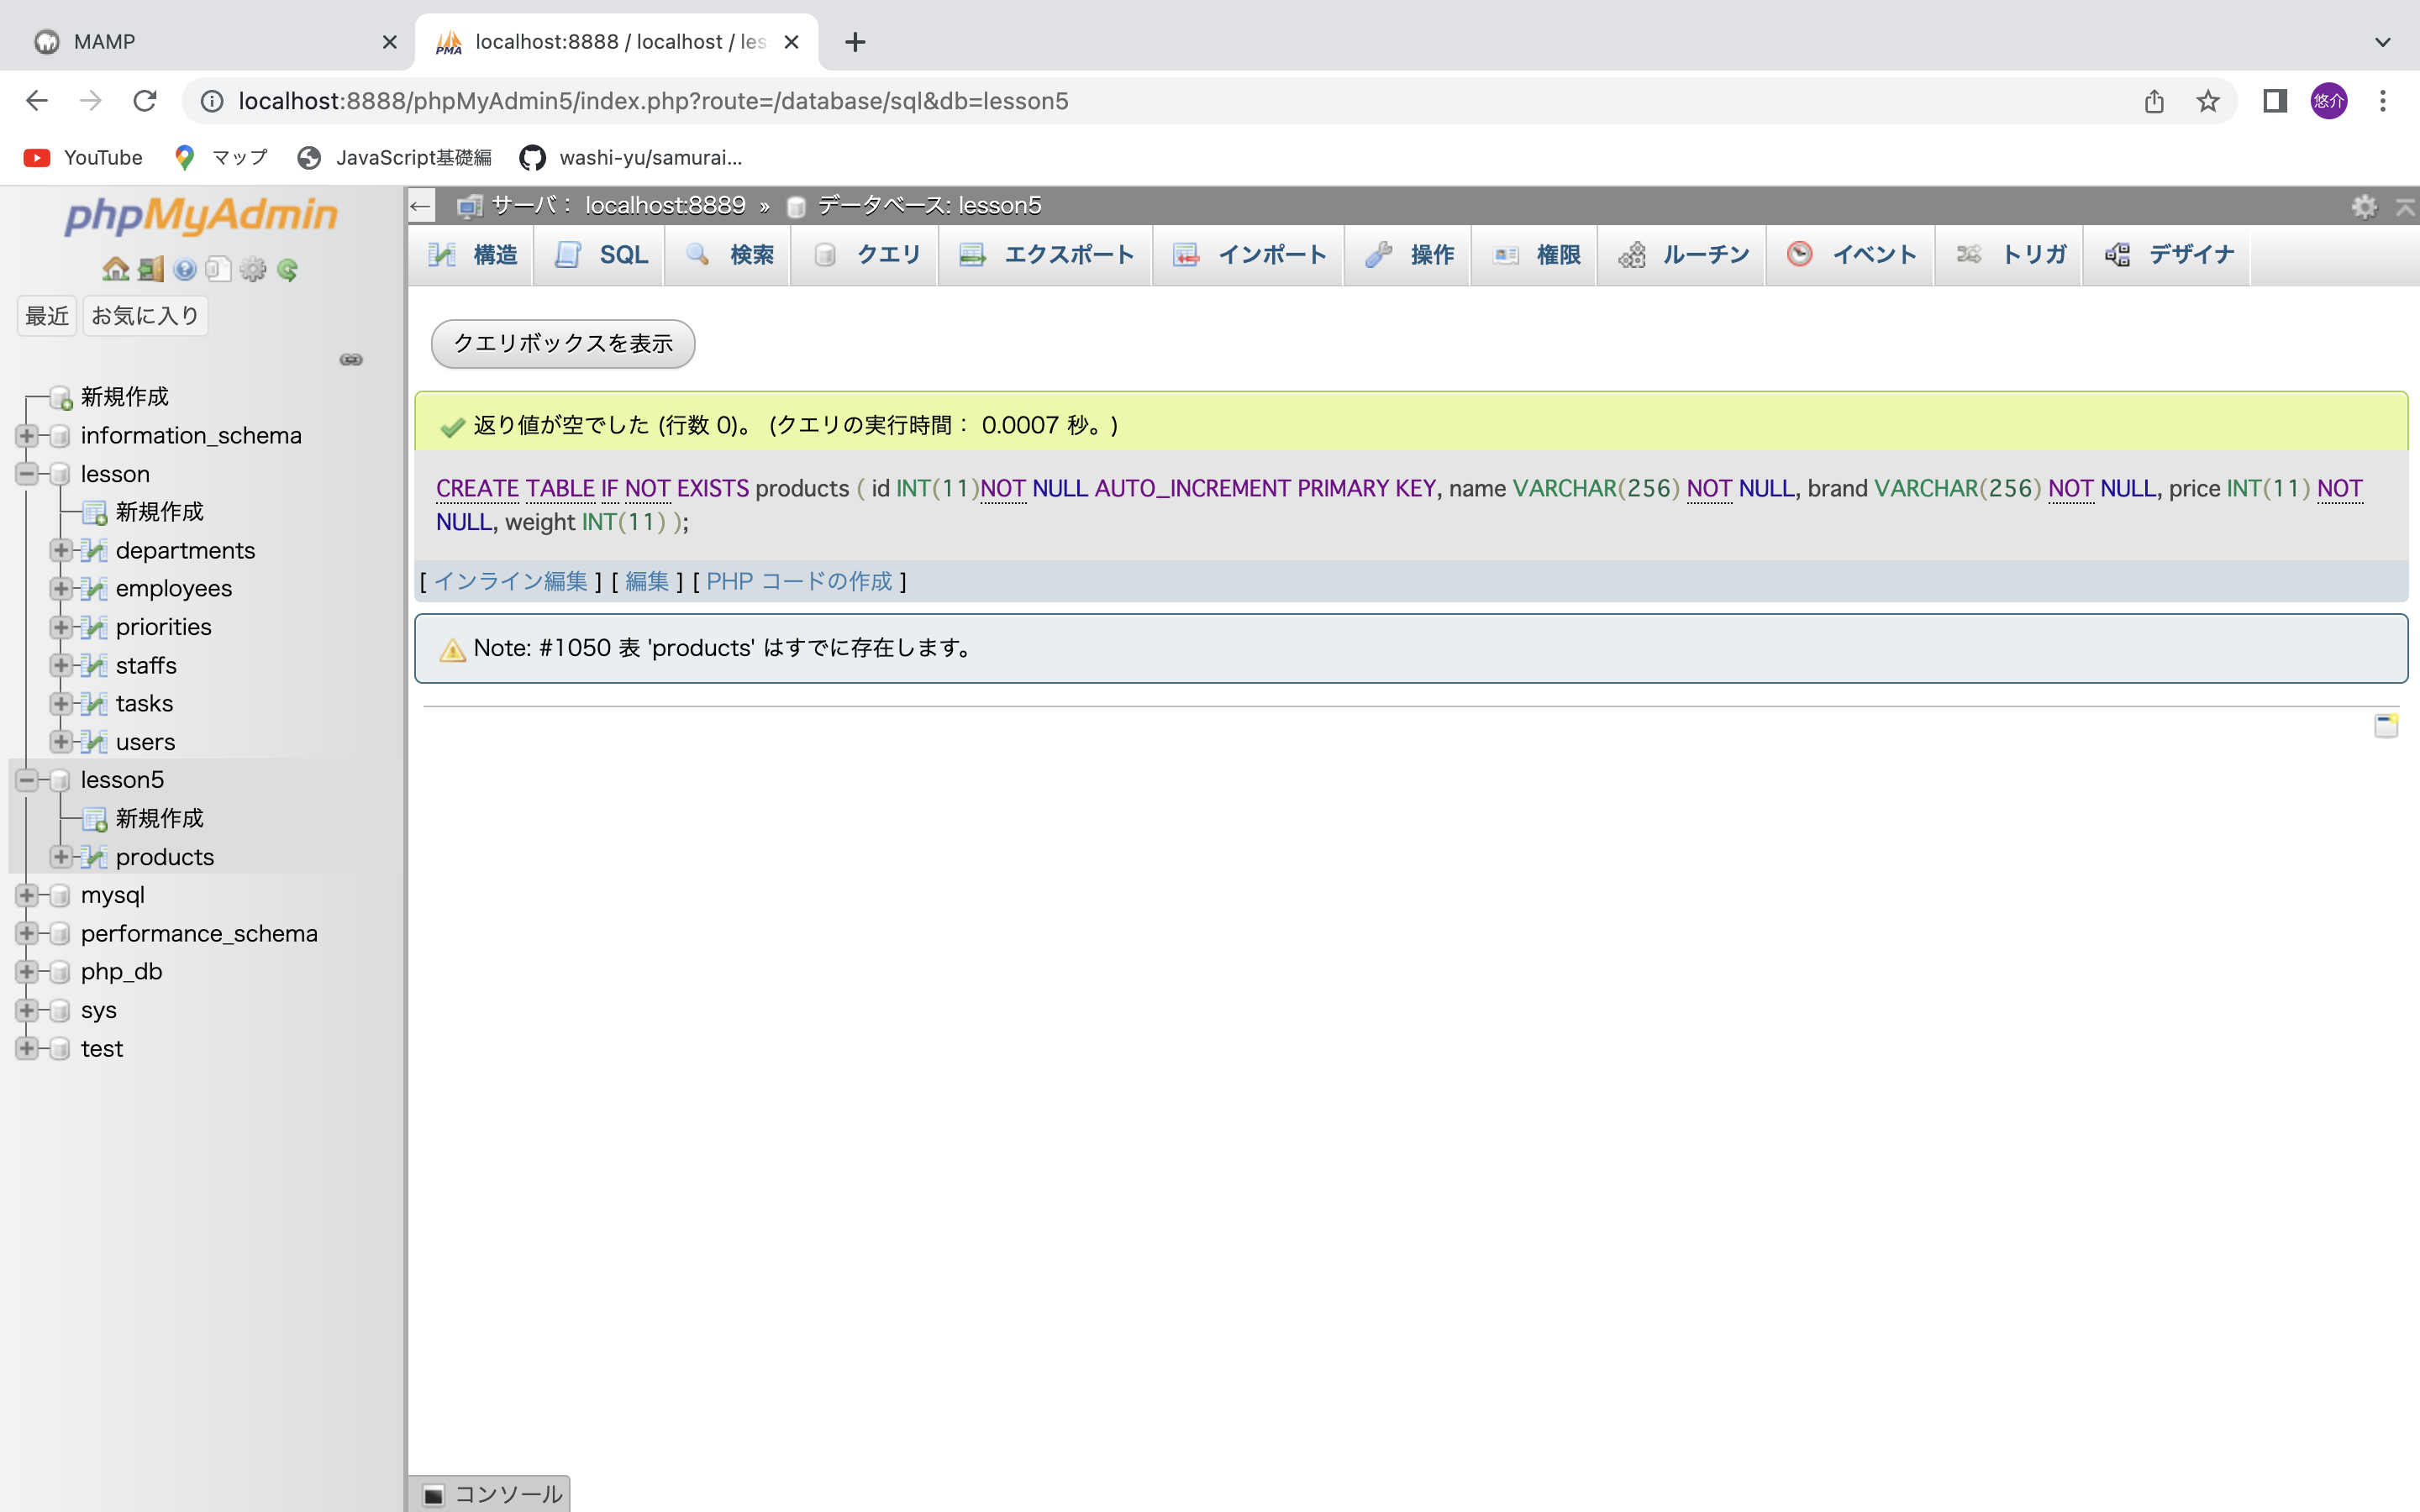 MAMP
localhost:8888 / localhost / les
localhost:8888/phpMyAdmin5/index.php?route=/database/sql&db=lesson5
悠介
YouTube
マップ
JavaScript基礎編
washi-yu/samurai...
phpMyAdmin
最近
お気に入り
新規作成
information_schema
lesson
新規作成
departments
employees
priorities
staffs
tasks
users
lesson5
新規作成
products
mysql
performance_schema
php_db
sys
test
サーバ： localhost:8889 » データベース: lesson5
構造
SQL
検索
クエリ
エクスポート
インポート
操作
権限
ルーチン
イベント
トリガ
デザイナ
クエリボックスを表示
返り値が空でした (行数 0)。 (クエリの実行時間： 0.0007 秒。)
CREATE TABLE IF NOT EXISTS products ( id INT(11)NOT NULL AUTO_INCREMENT PRIMARY KEY, name VARCHAR(256) NOT NULL, brand VARCHAR(256) NOT NULL, price INT(11) NOT
NULL, weight INT(11) );
[ インライン編集 ] [ 編集 ] [ PHP コードの作成 ]
Note: #1050 表 'products' はすでに存在します。
コンソール